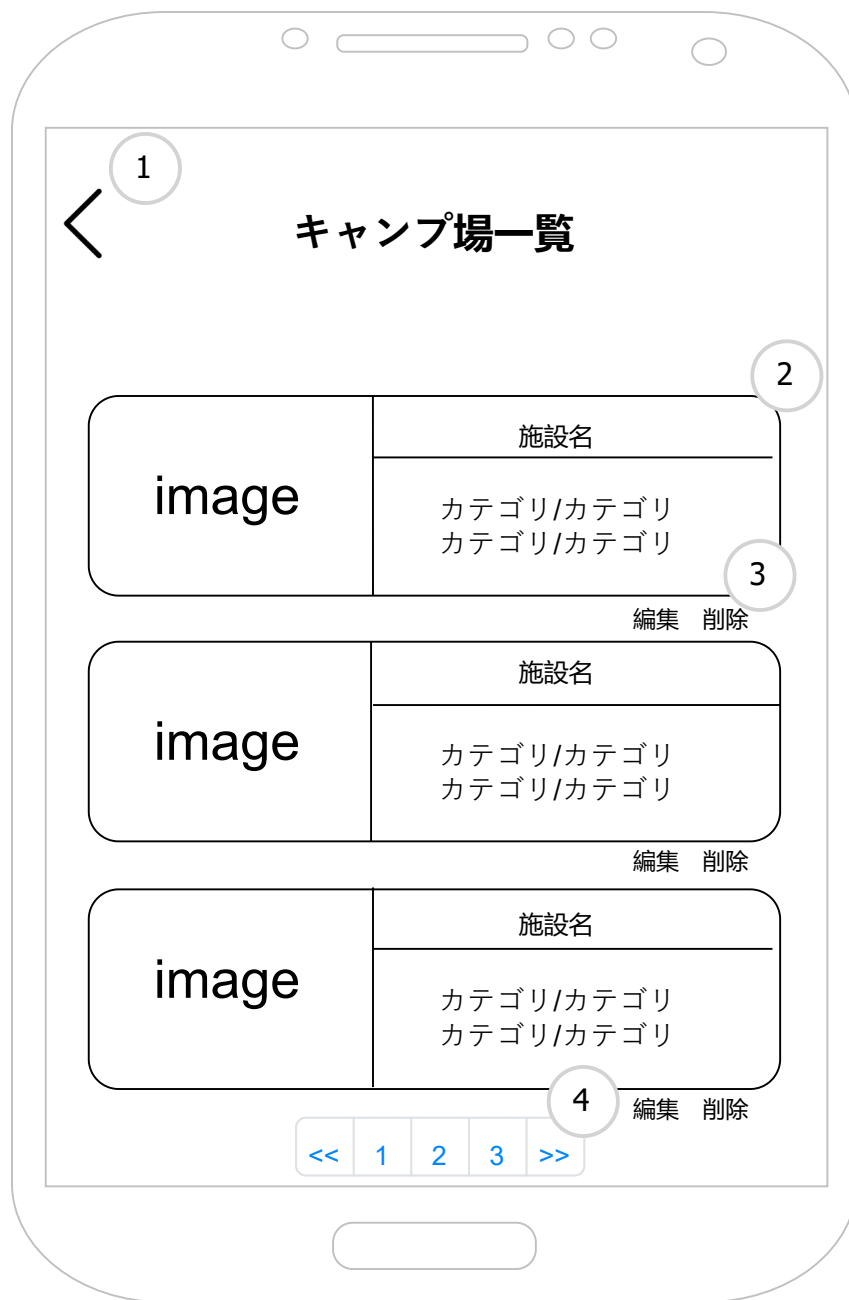 1
キャンプ場一覧
2
施設名
image
カテゴリ/カテゴリ
カテゴリ/カテゴリ
3
編集 削除
施設名
image
カテゴリ/カテゴリ
カテゴリ/カテゴリ
編集 削除
施設名
image
カテゴリ/カテゴリ
カテゴリ/カテゴリ
4
編集 削除
<< 1 2 3 >>